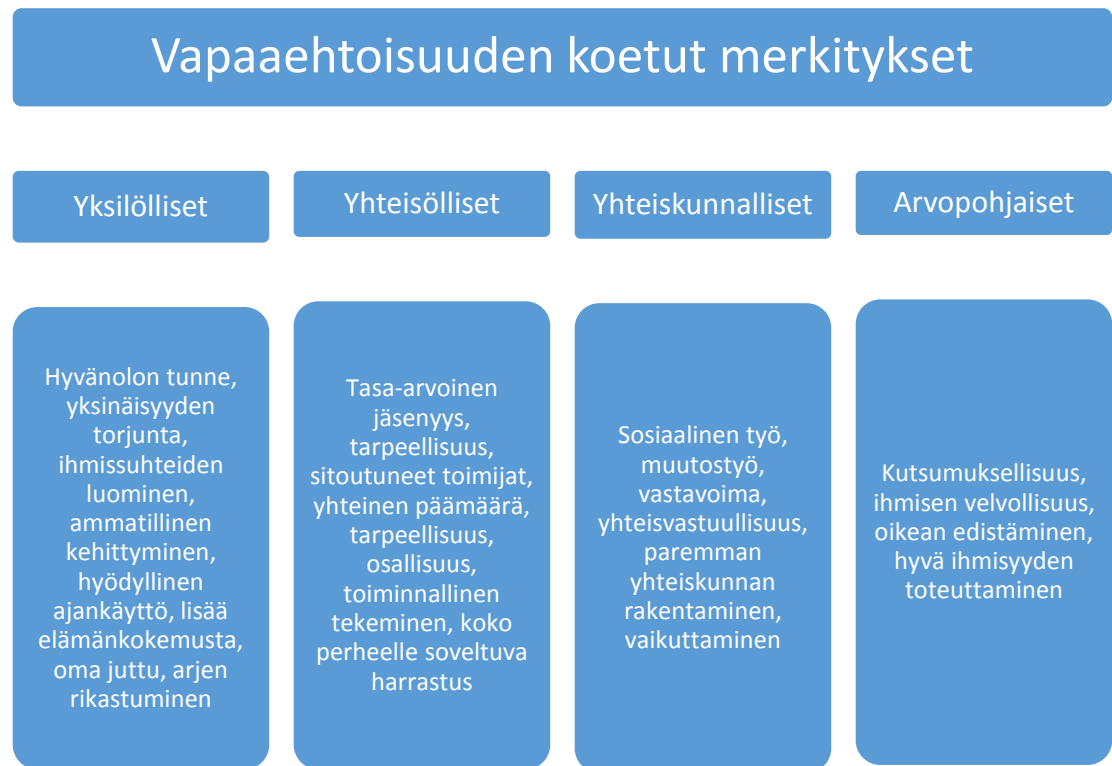 Vapaaehtoisuuden koetut merkitykset
Yksilölliset
Yhteisölliset
Yhteiskunnalliset
Arvopohjaiset
Hyvänolon tunne,
yksinäisyyden
torjunta,
ihmissuhteiden
luominen,
ammatillinen
kehittyminen,
hyödyllinen
ajankäyttö, lisää
elämänkokemusta,
oma juttu, arjen
rikastuminen
Tasa-arvoinen
jäsenyys,
tarpeellisuus,
sitoutuneet toimijat,
yhteinen päämäärä,
tarpeellisuus,
osallisuus,
toiminnallinen
tekeminen, koko
perheelle soveltuva
harrastus
Sosiaalinen työ,
muutostyö,
vastavoima,
yhteisvastuullisuus,
paremman
yhteiskunnan
rakentaminen,
vaikuttaminen
Kutsumuksellisuus,
ihmisen velvollisuus,
oikean edistäminen,
hyvä ihmisyyden
toteuttaminen